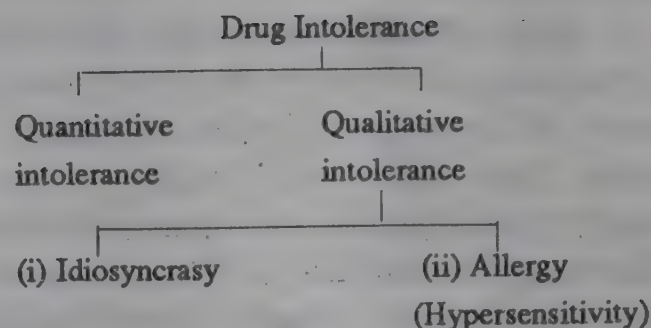 Drug Intolerance
Quantitative
intolerance
Qualitative
intolerance
(i) Idiosyncrasy
(ii) Allergy
(Hypersensitivity)